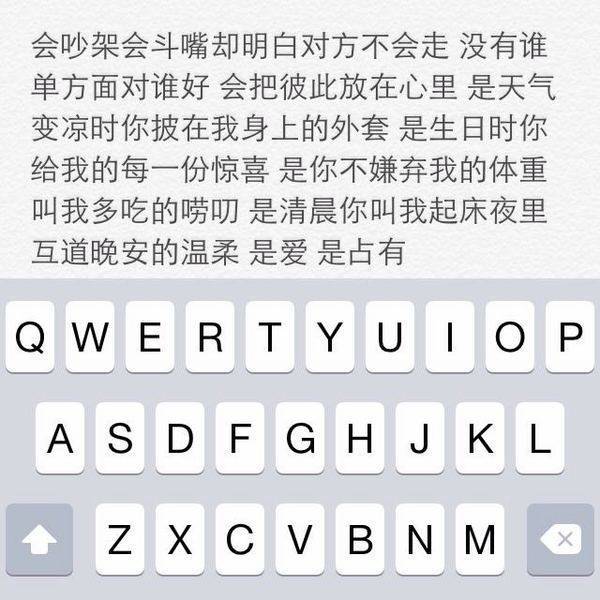 会吵架会斗嘴却明白对方不会走 没有谁
单方面对谁好 会把彼此放在心里 是天气
变凉时你披在我身上的外套 是生日时你
给我的每一份惊喜 是你不嫌弃我的体重
叫我多吃的唠叨 是清晨你叫我起床夜里
互道晚安的温柔 是爱 是占有
Q W E R T Y U I O P
A S D F G H J K L
Z X C V B N M